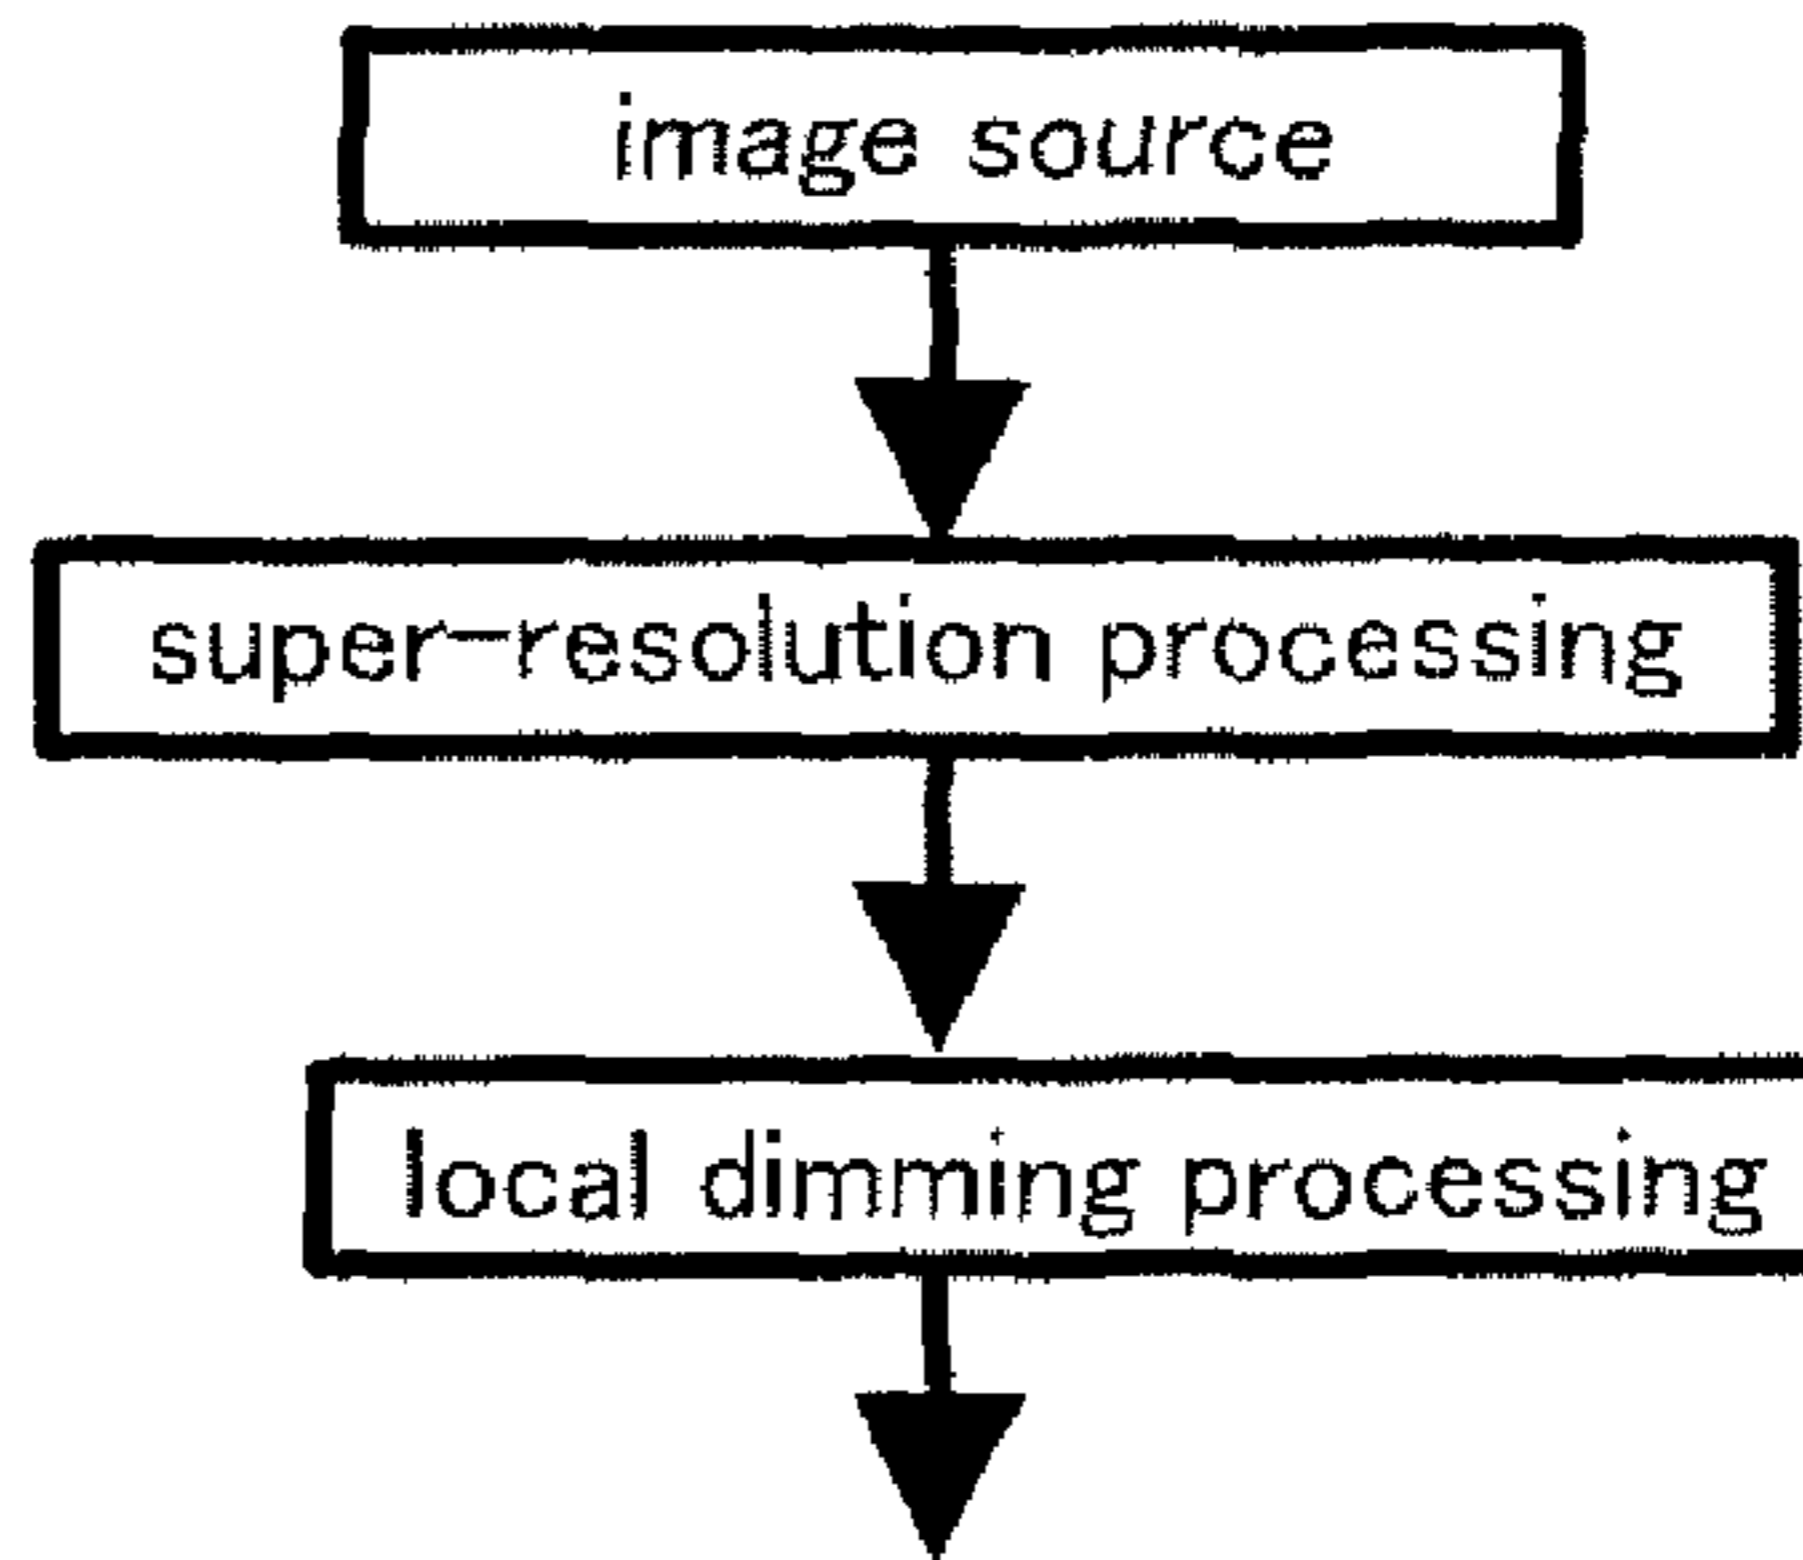 image source
super-resolution processing
local dimming processing